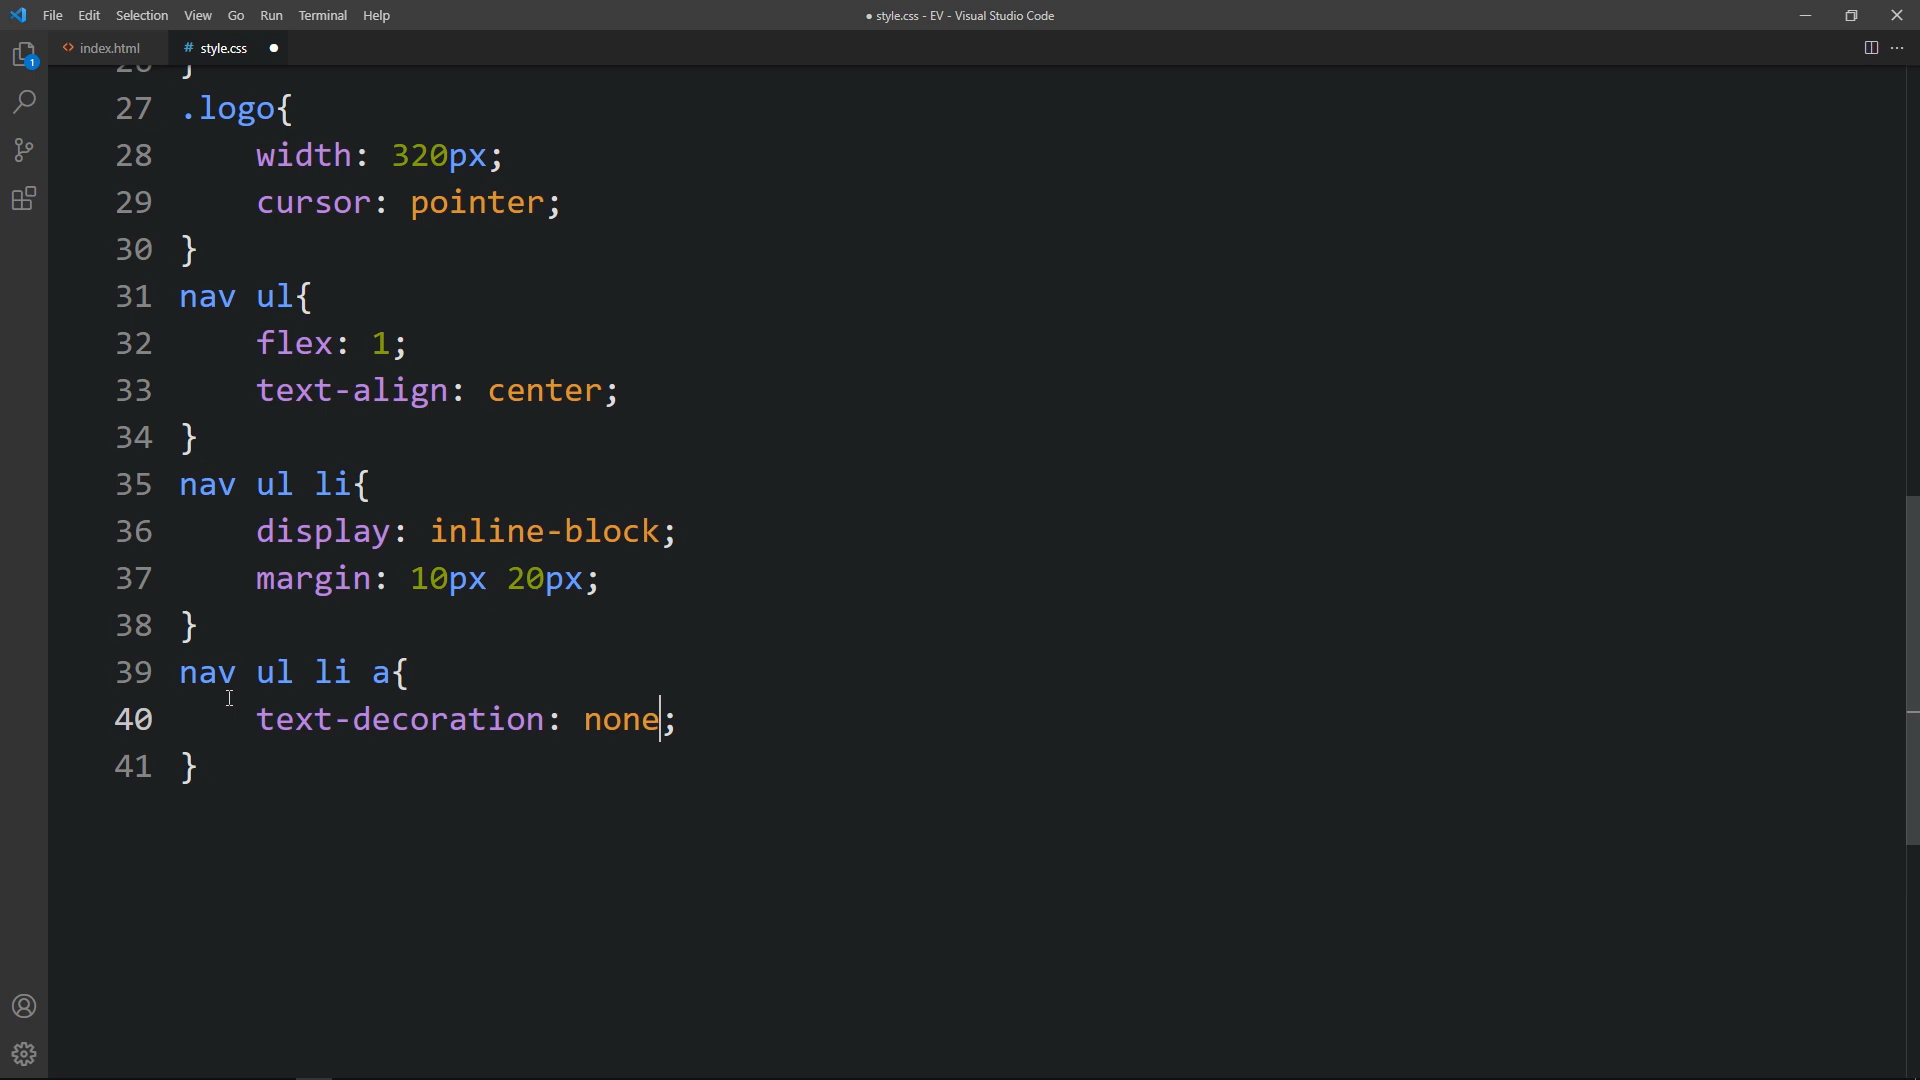 File Edit Selection View Go Run Terminal Help
● style.css - EV - Visual Studio Code
1
<> index.html
# style.css ●
26 }
27 .logo{
28 width: 320px;
29 cursor: pointer;
30 }
31 nav ul{
32 flex: 1;
33 text-align: center;
34 }
35 nav ul li{
36 display: inline-block;
37 margin: 10px 20px;
38 }
39 nav ul li a{
40 text-decoration: none;
41 }